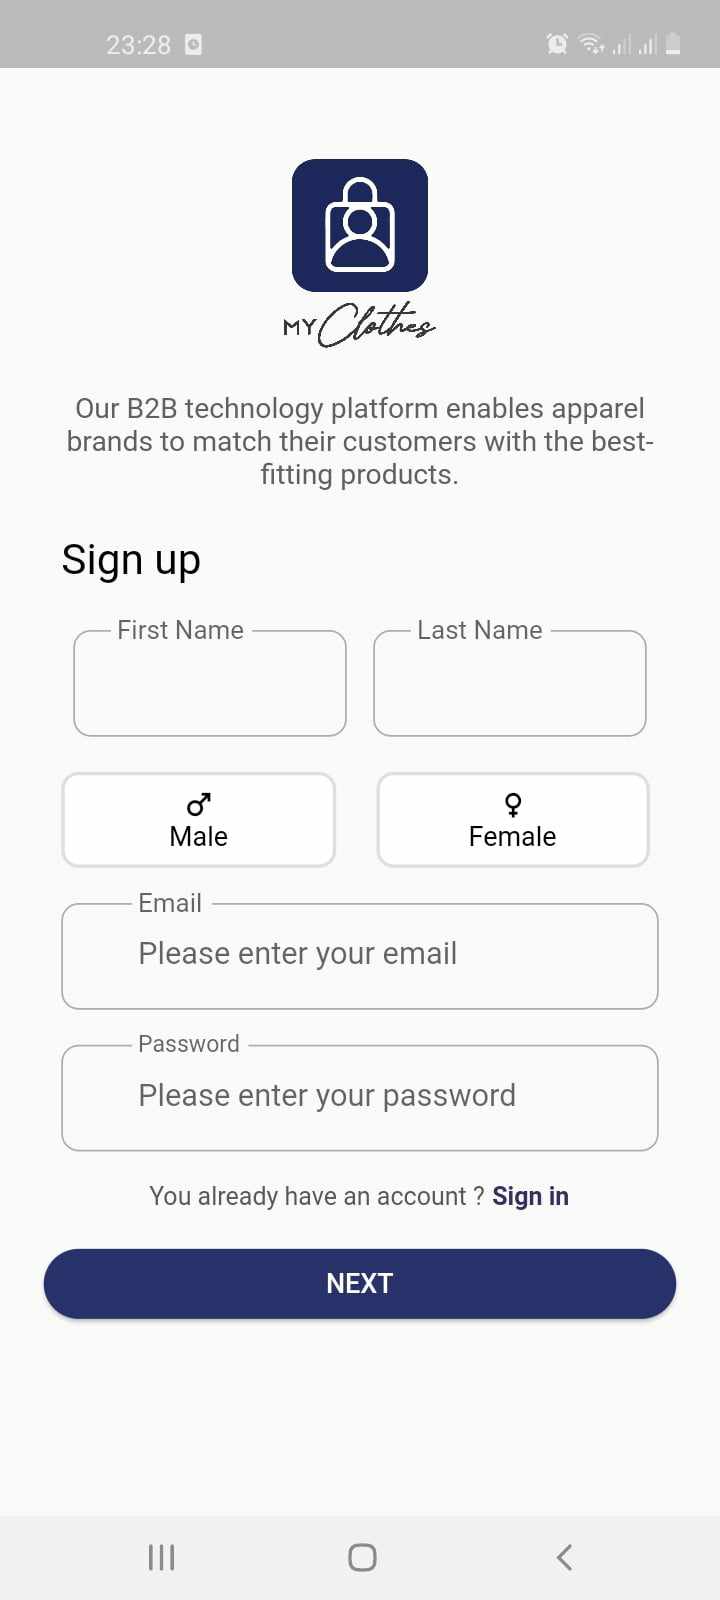 23:28
MY Clothes
Our B2B technology platform enables apparel
brands to match their customers with the best-
fitting products.
Sign up
First Name Last Name
Male Female
Email
Please enter your email
Password
Please enter your password
You already have an account ? Sign in
NEXT